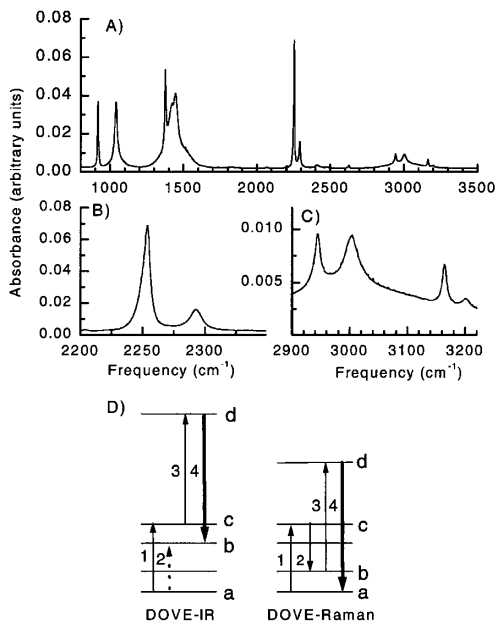 A)
0.08
0.06
0.04
0.02
0.00
1000 1500 2000 2500 3000 3500
Absorbance (arbitrary units)
B)
0.08
0.06
0.04
0.02
0.00
2200 2300
Frequency (cm-1)
C)
0.010
0.005
2900 3000 3100 3200
Frequency (cm-1)
D)
d
3 4
c
1 2
b
a
DOVE-IR
d
3 4
c
1 2
b
a
DOVE-Raman